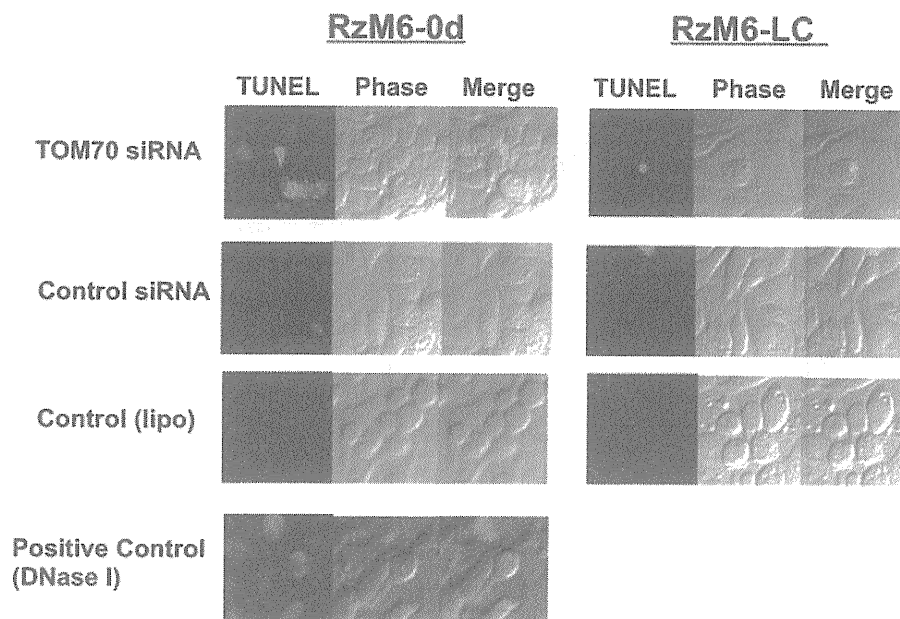 RzM6-0d RzM6-LC
TUNEL Phase Merge TUNEL Phase Merge
TOM70 siRNA
Control siRNA
Control (lipo)
Positive Control
(DNase I)